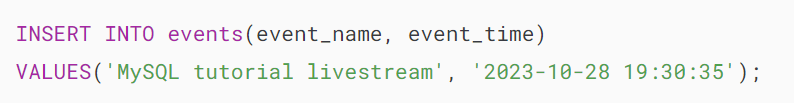 INSERT INTO events(event_name, event_time)
VALUES('MySQL tutorial livestream', '2023-10-28 19:30:35');